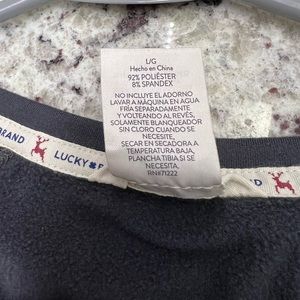 L/G
Hecho en China
92% POLIÉSTER
8% SPANDEX
NO INCLUYE EL ADORNO
LAVAR A MÁQUINA EN AGUA
FRÍA SEPARADAMENTE
Y VOLTEANDO AL REVÉS,
SOLAMENTE BLANQUEADOR
SIN CLORO CUANDO SE
NECESITE,
SECAR EN SECADORA A
TEMPERATURA BAJA,
PLANCHA TIBIA SI SE
NECESITE.
RN#71222
BRAND
LUCKY
BRAND